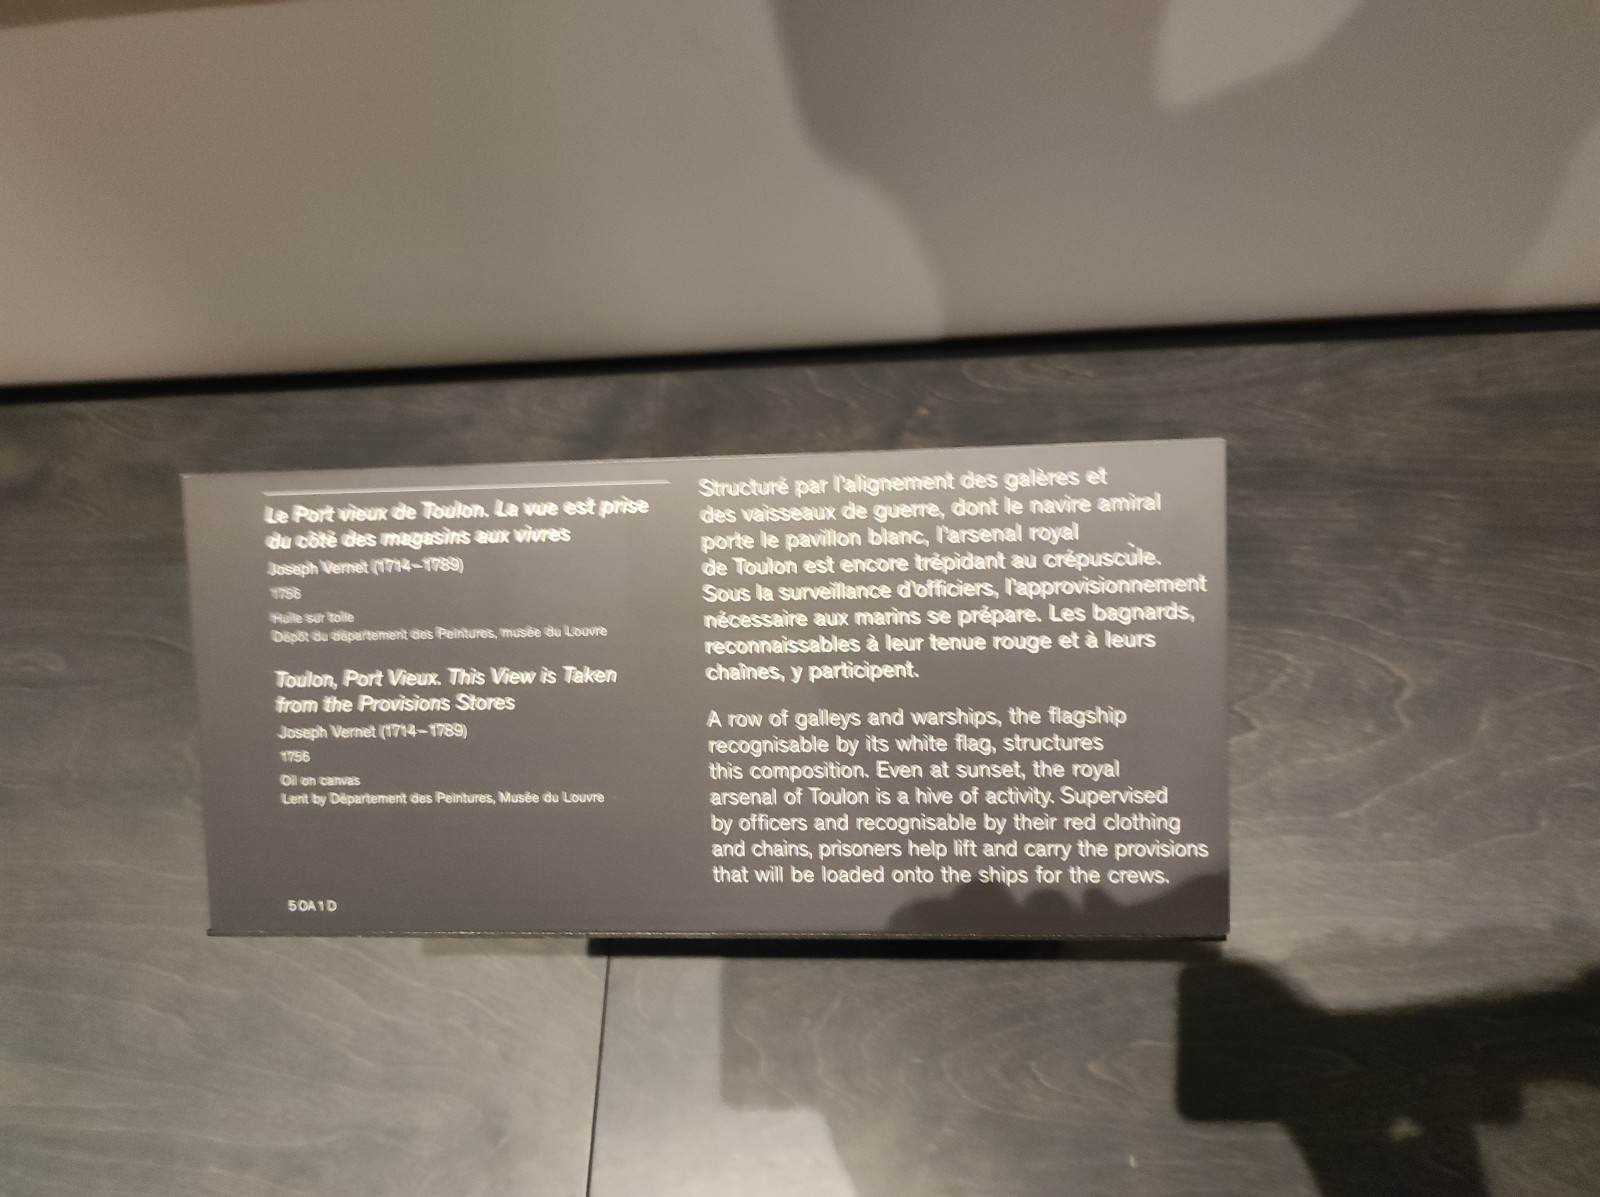 Le Port vieux de Toulon. La vue est prise
du côté des magasins aux vivres
Joseph Vernet (1714–1789)
1756
Huile sur toile
Dépôt du département des Peintures, musée du Louvre
Toulon, Port Vieux. This View is Taken
from the Provisions Stores
Joseph Vernet (1714–1789)
1756
Oil on canvas
Lent by Département des Peintures, Musée du Louvre
5 OA 1 D
Structuré par l'alignement des galères et
des vaisseaux de guerre, dont le navire amiral
porte le pavillon blanc, l'arsenal royal
de Toulon est encore trépidant au crépuscule.
Sous la surveillance d'officiers, l'approvisionnement
nécessaire aux marins se prépare. Les bagnards,
reconnaissables à leur tenue rouge et à leurs
chaînes, y participent.
A row of galleys and warships, the flagship
recognisable by its white flag, structures
this composition. Even at sunset, the royal
arsenal of Toulon is a hive of activity. Supervised
by officers and recognisable by their red clothing
and chains, prisoners help lift and carry the provisions
that will be loaded onto the ships for the crews.